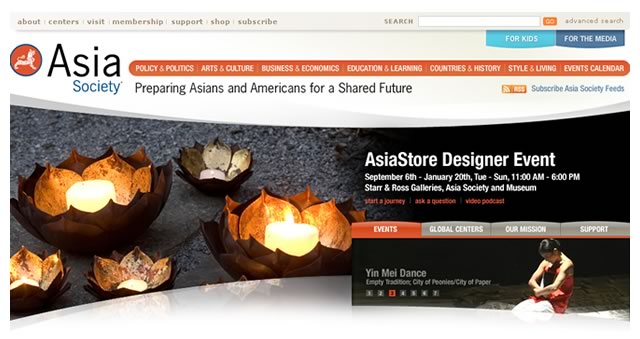 about | centers | visit | membership | support | shop | subscribe
SEARCH GO advanced search
FOR KIDS FOR THE MEDIA
Asia
Society
POLICY & POLITICS | ARTS & CULTURE | BUSINESS & ECONOMICS | EDUCATION & LEARNING | COUNTRIES & HISTORY | STYLE & LIVING | EVENTS CALENDAR
Preparing Asians and Americans for a Shared Future
RSS Subscribe Asia Society Feeds
AsiaStore Designer Event
September 6th - January 20th, Tue - Sun, 11:00 AM - 6:00 PM
Starr & Ross Galleries, Asia Society and Museum
start a journey | ask a question | video podcast
EVENTS GLOBAL CENTERS OUR MISSION SUPPORT
Yin Mei Dance
Empty Tradition; City of Peonies/City of Paper
1 2 3 4 5 6 7